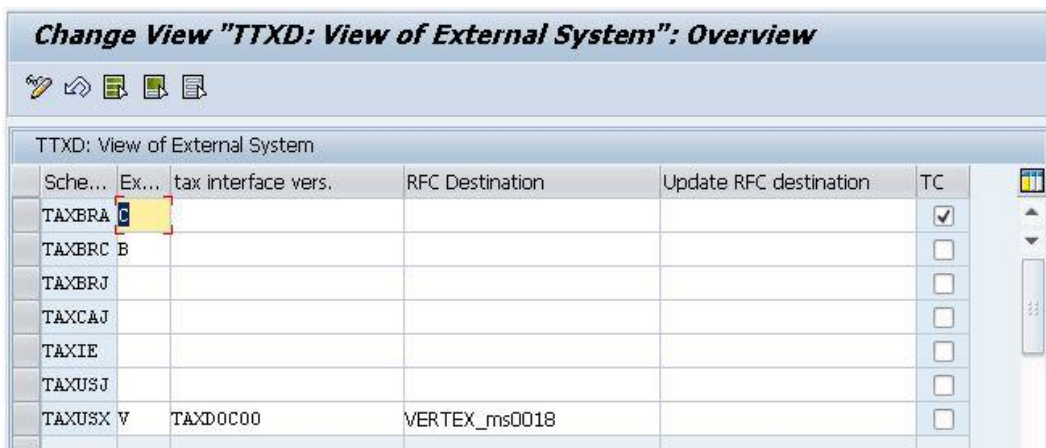 Change View "TTXD: View of External System": Overview
TTXD: View of External System
Sche... Ex... tax interface vers. RFC Destination Update RFC destination TC
TAXBRA C
TAXBRC B
TAXBRJ
TAXCAJ
TAXIE
TAXUSJ
TAXUSX V TAXD0C00 VERTEX_ms0018